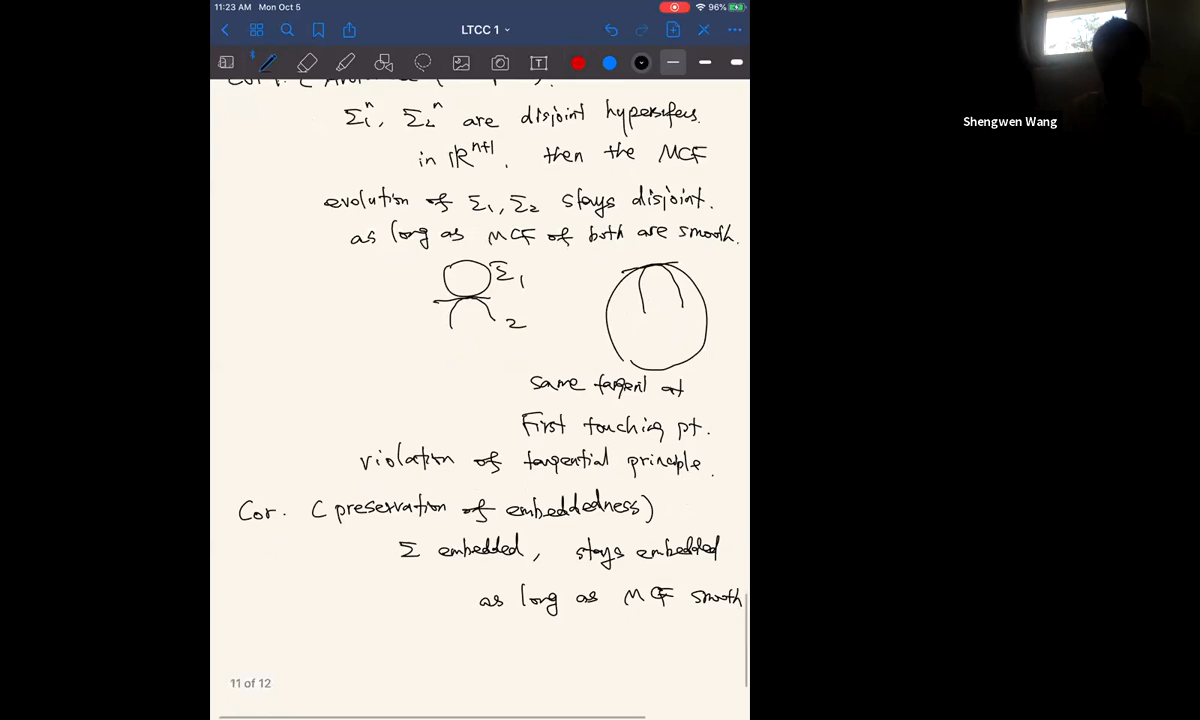 11:23 AM Mon Oct 5
96%
LTCC 1
Σ₁ⁿ, Σ₂ⁿ are disjoint hypersurfces.
in ℝⁿ⁺¹. then the MCF
evolution of Σ₁, Σ₂ stays disjoint.
as long as MCF of both are smooth.
Σ₁
2
same tangent at
First touching pt.
violation of tangential principle.
Cor. (preservation of embeddedness)
Σ embedded, stays embedded
as long as MCF smooth
11 of 12
Shengwen Wang